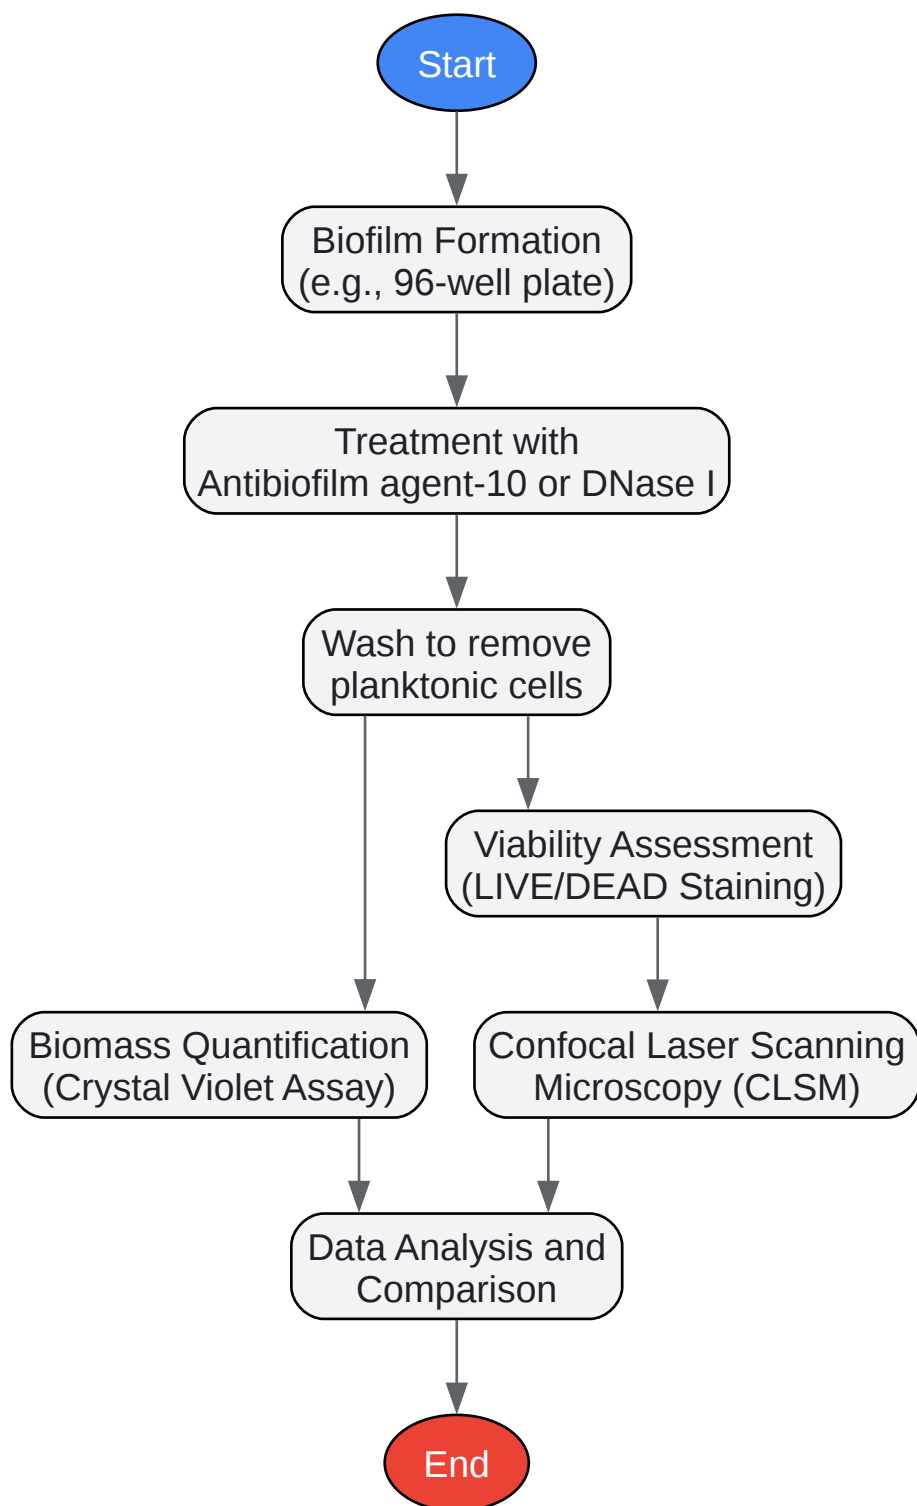 Start
Biofilm Formation
(e.g., 96-well plate)
Treatment with
Antibiofilm agent-10 or DNase I
Wash to remove
planktonic cells
Viability Assessment
(LIVE/DEAD Staining)
Biomass Quantification
(Crystal Violet Assay)
Confocal Laser Scanning
Microscopy (CLSM)
Data Analysis and
Comparison
End